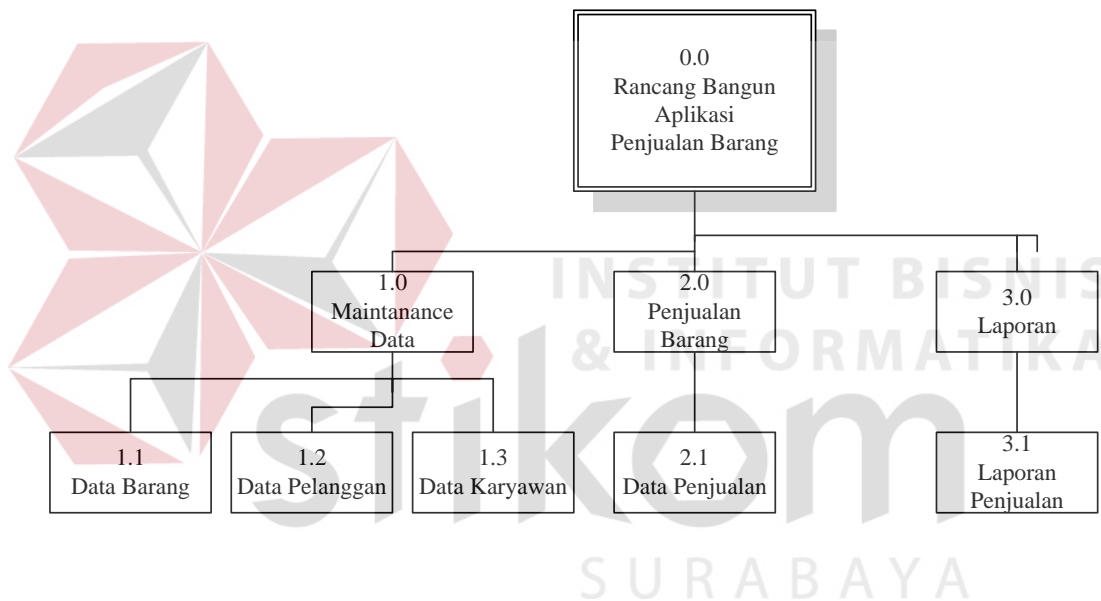 0.0
Rancang Bangun
Aplikasi
Penjualan Barang
1.0
Maintanance
Data
2.0
Penjualan
Barang
3.0
Laporan
1.1
Data Barang
1.2
Data Pelanggan
1.3
Data Karyawan
2.1
Data Penjualan
3.1
Laporan
Penjualan
INSTITUT BISNIS
& INFORMATIKA
stikom
SURABAYA